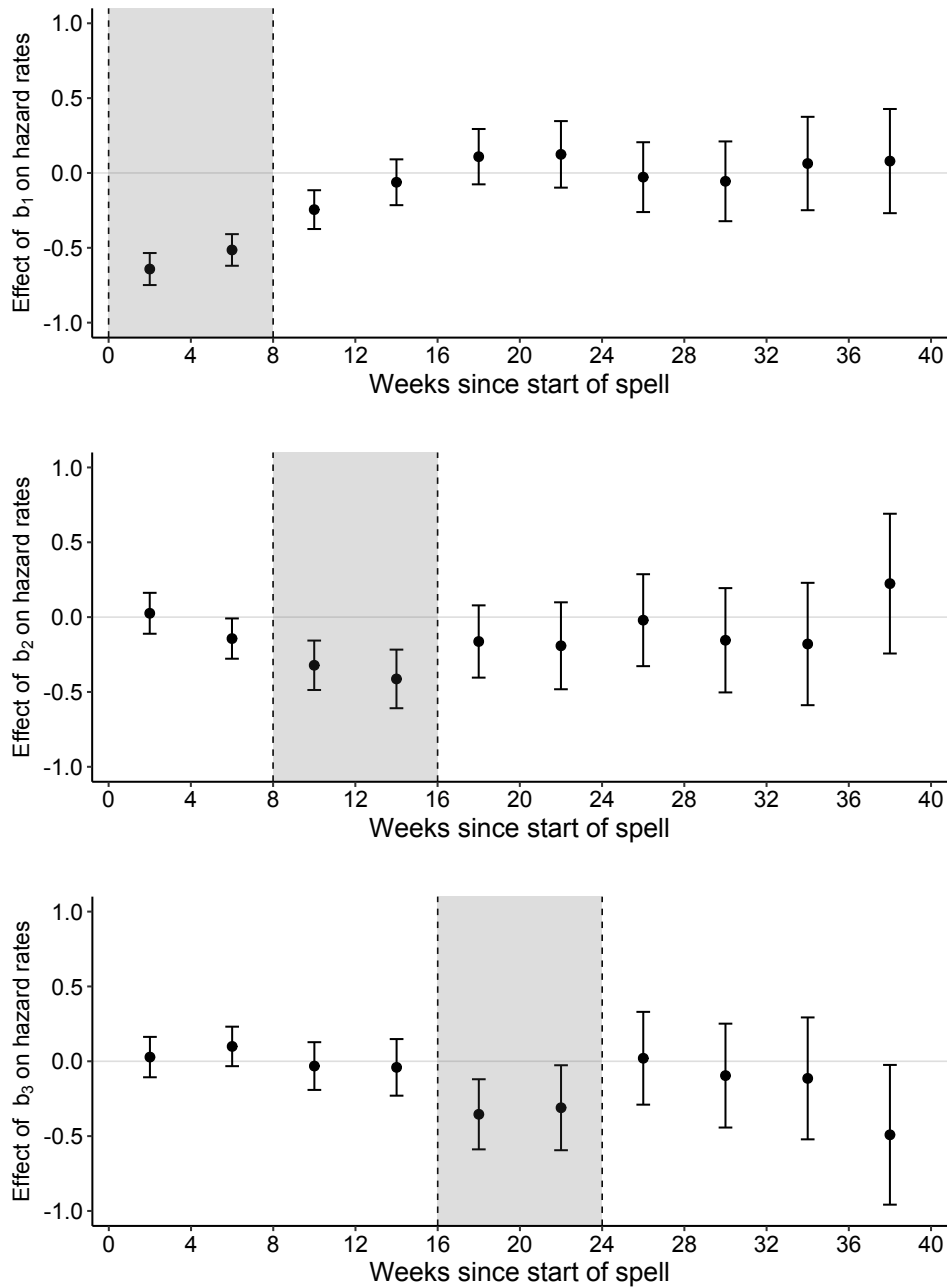 1.0
0.5
0.0
-0.5
-1.0
Effect of b₁ on hazard rates
0 4 8 12 16 20 24 28 32 36 40
Weeks since start of spell
1.0
0.5
0.0
-0.5
-1.0
Effect of b₂ on hazard rates
0 4 8 12 16 20 24 28 32 36 40
Weeks since start of spell
1.0
0.5
0.0
-0.5
-1.0
Effect of b₃ on hazard rates
0 4 8 12 16 20 24 28 32 36 40
Weeks since start of spell